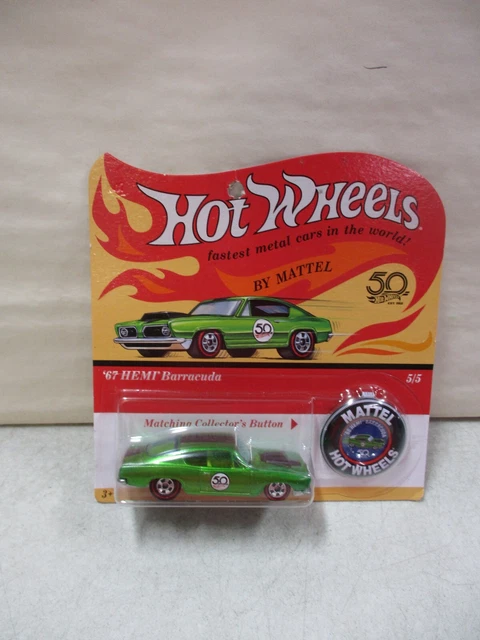 HOT WHEELS
fastest metal cars in the world!
BY MATTEL
50
50
'67 HEMI® Barracuda
5/5
Matching Collector's Button
MATTEL
HOT WHEELS
50
3+